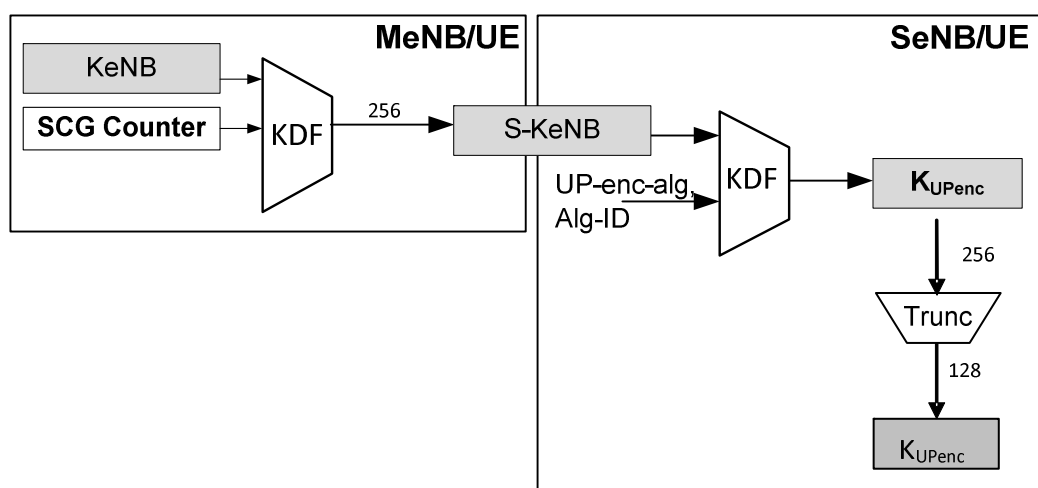 MeNB/UE
KeNB
SCG Counter
KDF
256
S-KeNB
SeNB/UE
UP-enc-alg,
Alg-ID
KDF
KUPenc
256
Trunc
128
KUPenc